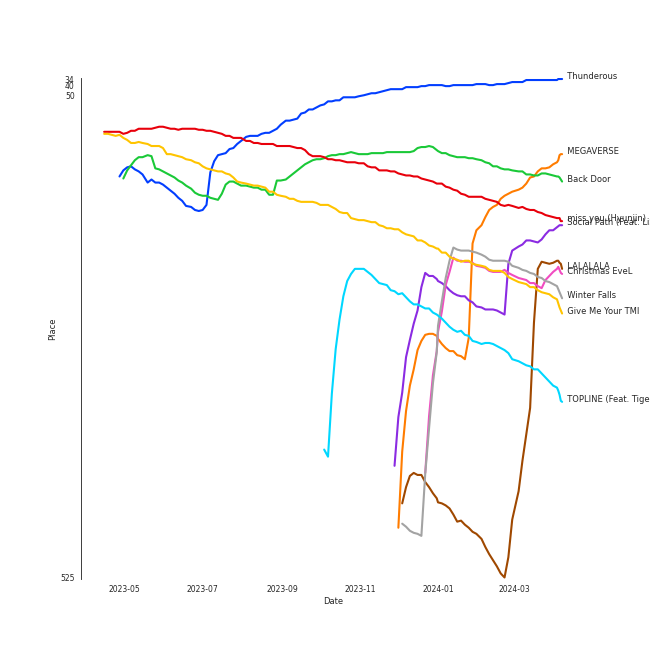 34
40
50
Thunderous
MEGAVERSE
Back Door
miss you (Hyunjin)
Social Path (Feat. Li
LALALALA
Christmas EveL
Winter Falls
Give Me Your TMI
TOPLINE (Feat. Tige
Place
525
2023-05 2023-07 2023-09 2023-11 2024-01 2024-03
Date